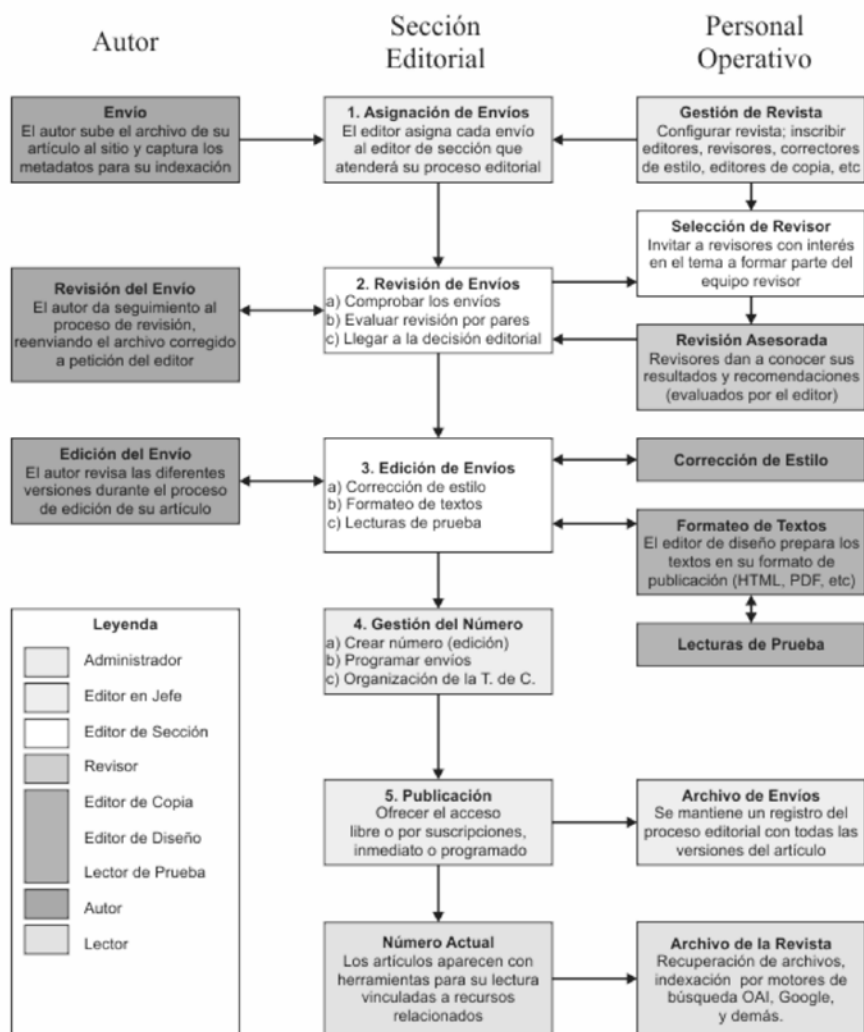 Autor
Sección
Editorial
Personal
Operativo
Envío
El autor sube el archivo de su
artículo al sitio y captura los
metadatos para su indexación
1. Asignación de Envíos
El editor asigna cada envío
al editor de sección que
atenderá su proceso editorial
Gestión de Revista
Configurar revista; inscribir
editores, revisores, correctores
de estilo, editores de copia, etc
Selección de Revisor
Invitar a revisores con interés
en el tema a formar parte del
equipo revisor
Revisión del Envío
El autor da seguimiento al
proceso de revisión,
reenviando el archivo corregido
a petición del editor
2. Revisión de Envíos
a) Comprobar los envíos
b) Evaluar revisión por pares
c) Llegar a la decisión editorial
Revisión Asesorada
Revisores dan a conocer sus
resultados y recomendaciones
(evaluados por el editor)
Edición del Envío
El autor revisa las diferentes
versiones durante el proceso
de edición de su artículo
3. Edición de Envíos
a) Corrección de estilo
b) Formateo de textos
c) Lecturas de prueba
Corrección de Estilo
Formateo de Textos
El editor de diseño prepara los
textos en su formato de
publicación (HTML, PDF, etc)
Lecturas de Prueba
4. Gestión del Número
a) Crear número (edición)
b) Programar envíos
c) Organización de la T. de C.
Leyenda
Administrador
Editor en Jefe
Editor de Sección
Revisor
Editor de Copia
Editor de Diseño
Lector de Prueba
Autor
Lector
5. Publicación
Ofrecer el acceso
libre o por suscripciones,
inmediato o programado
Archivo de Envíos
Se mantiene un registro del
proceso editorial con todas las
versiones del artículo
Número Actual
Los artículos aparecen con
herramientas para su lectura
vinculadas a recursos
relacionados
Archivo de la Revista
Recuperación de archivos,
indexación por motores de
búsqueda OAI, Google,
y demás.